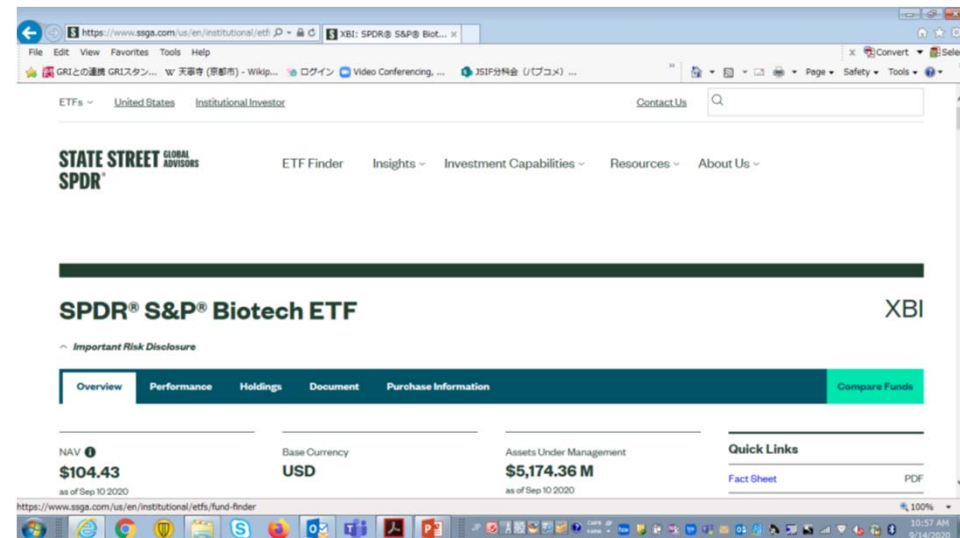 https://www.ssga.com/us/en/institutional/etf:
XBI: SPDR® S&P® Biot... ×
File Edit View Favorites Tools Help
× Convert Sele
GRIとの連携 GRIスタン... W 天寧寺 (京都市) - Wikip... ログイン Video Conferencing, ... JSIF分科会 (パブコメ) ... » Page Safety Tools
ETFs United States Institutional Investor Contact Us
STATE STREET GLOBAL ADVISORS
SPDR®
ETF Finder Insights Investment Capabilities Resources About Us
SPDR® S&P® Biotech ETF XBI
Important Risk Disclosure
Overview Performance Holdings Document Purchase Information Compare Funds
NAV Base Currency Assets Under Management Quick Links
$104.43 USD $5,174.36 M
Fact Sheet PDF
as of Sep 10 2020 as of Sep 10 2020
https://www.ssga.com/us/en/institutional/etfs/fund-finder 100%
JP
10:57 AM
9/14/2020